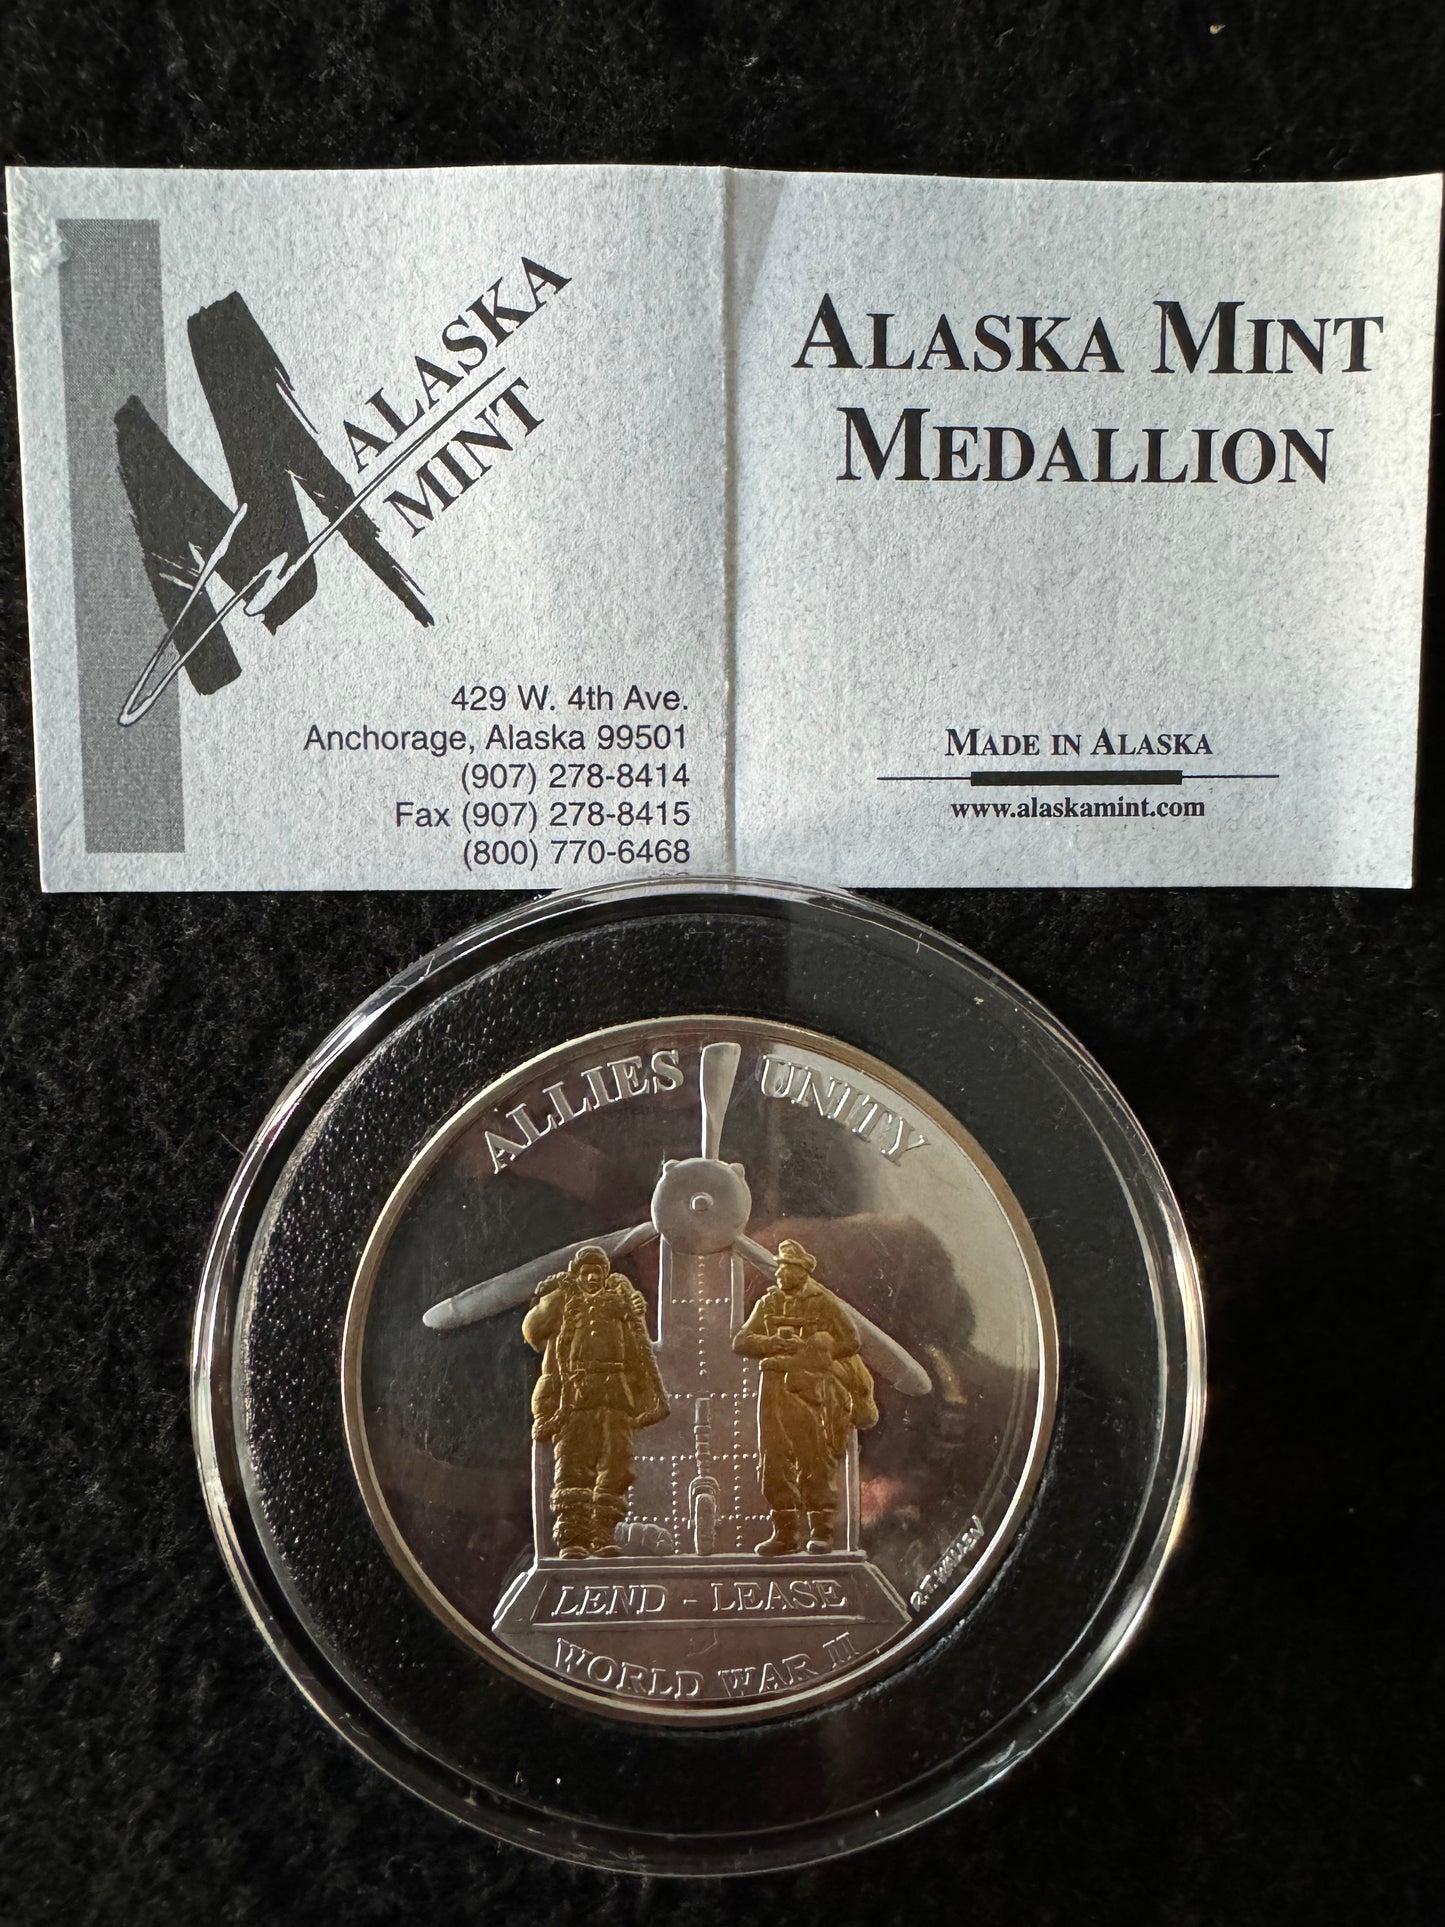 ALASKA
MINT
429 W. 4th Ave.
Anchorage, Alaska 99501
(907) 278-8414
Fax (907) 278-8415
(800) 770-6468
ALASKA MINT
MEDALLION
MADE IN ALASKA
www.alaskamint.com
ALLIES UNITY
LEND - LEASE
WORLD WAR II
R.T. WALLEN